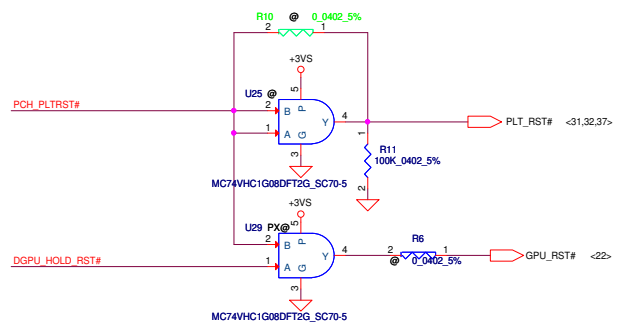 R10 @ 0_0402_5%
2 1
+3VS
U25 @
5
PCH_PLTRST#
2 B P
4
Y
PLT_RST# <31,32,37>
1 A G
1
R11
100K_0402_5%
3
2
MC74VHC1G08DFT2G_SC70-5
+3VS
U29 PX@
5
2 B P
4
Y
2 R6 1
@ 0_0402_5%
GPU_RST# <22>
DGPU_HOLD_RST#
1 A G
3
MC74VHC1G08DFT2G_SC70-5